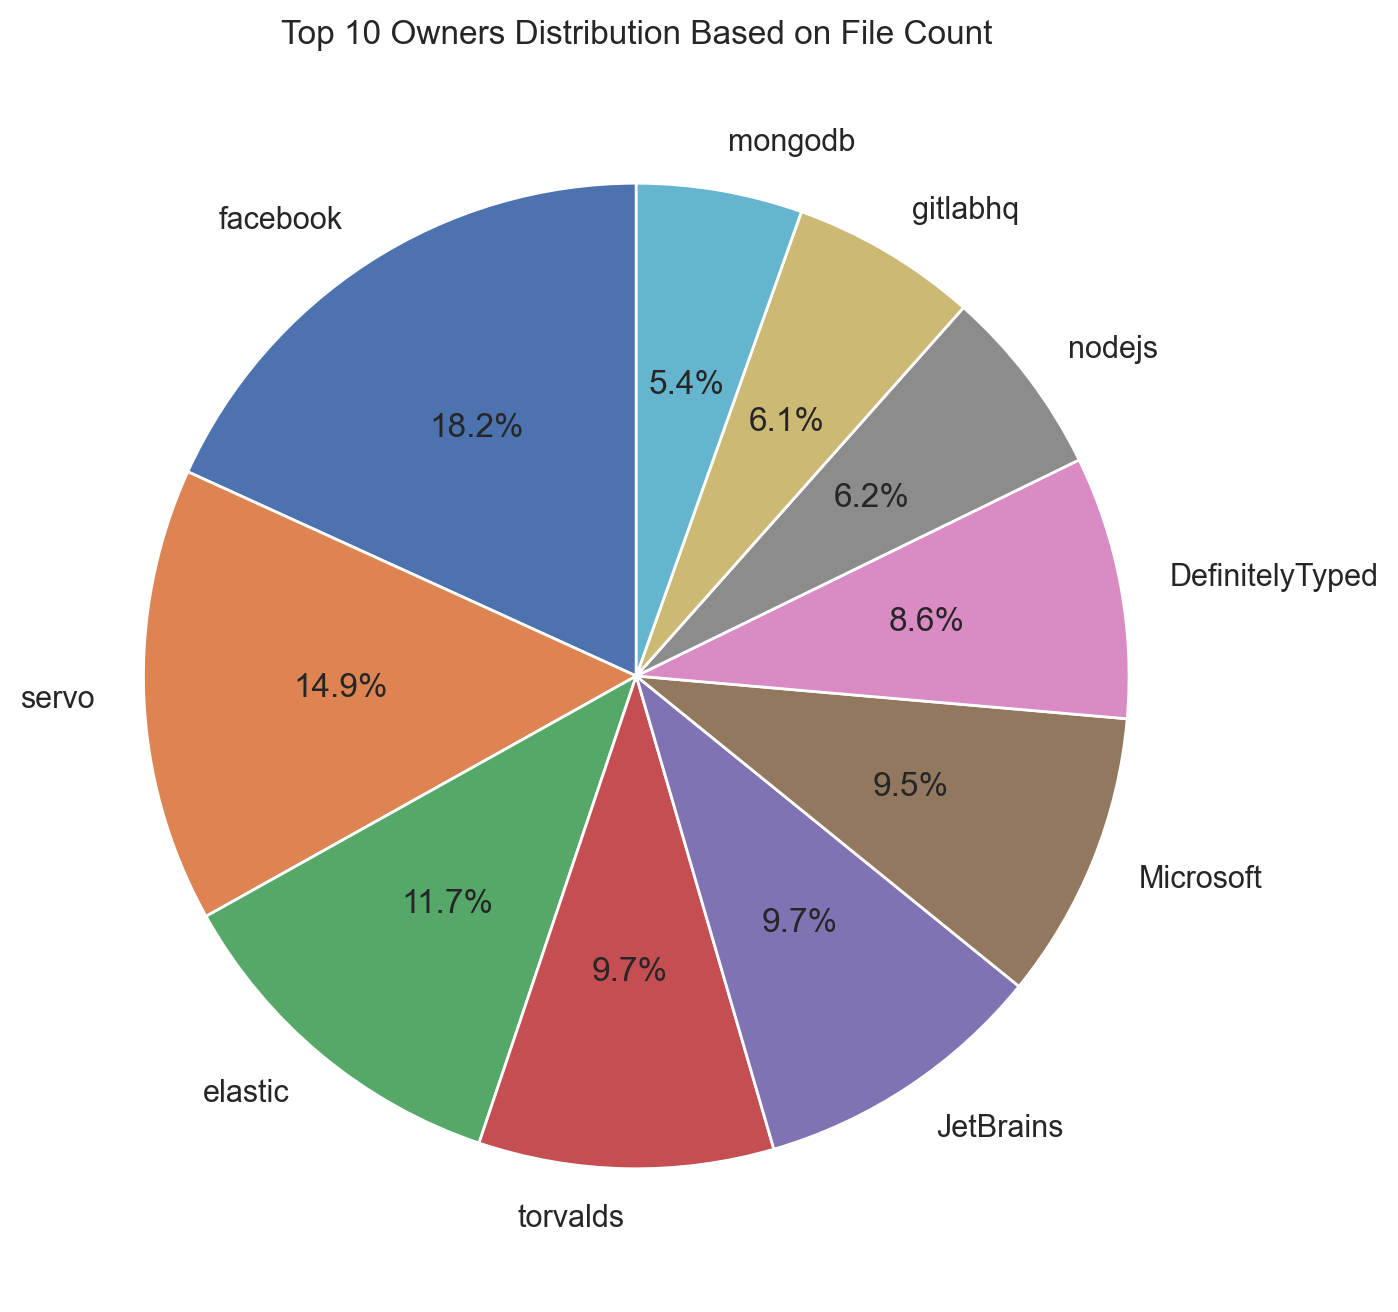 Top 10 Owners Distribution Based on File Count
mongodb
gitlabhq
facebook
nodejs
5.4%
6.1%
18.2%
6.2%
DefinitelyTyped
8.6%
14.9%
servo
9.5%
Microsoft
11.7%
9.7%
9.7%
elastic
JetBrains
torvalds